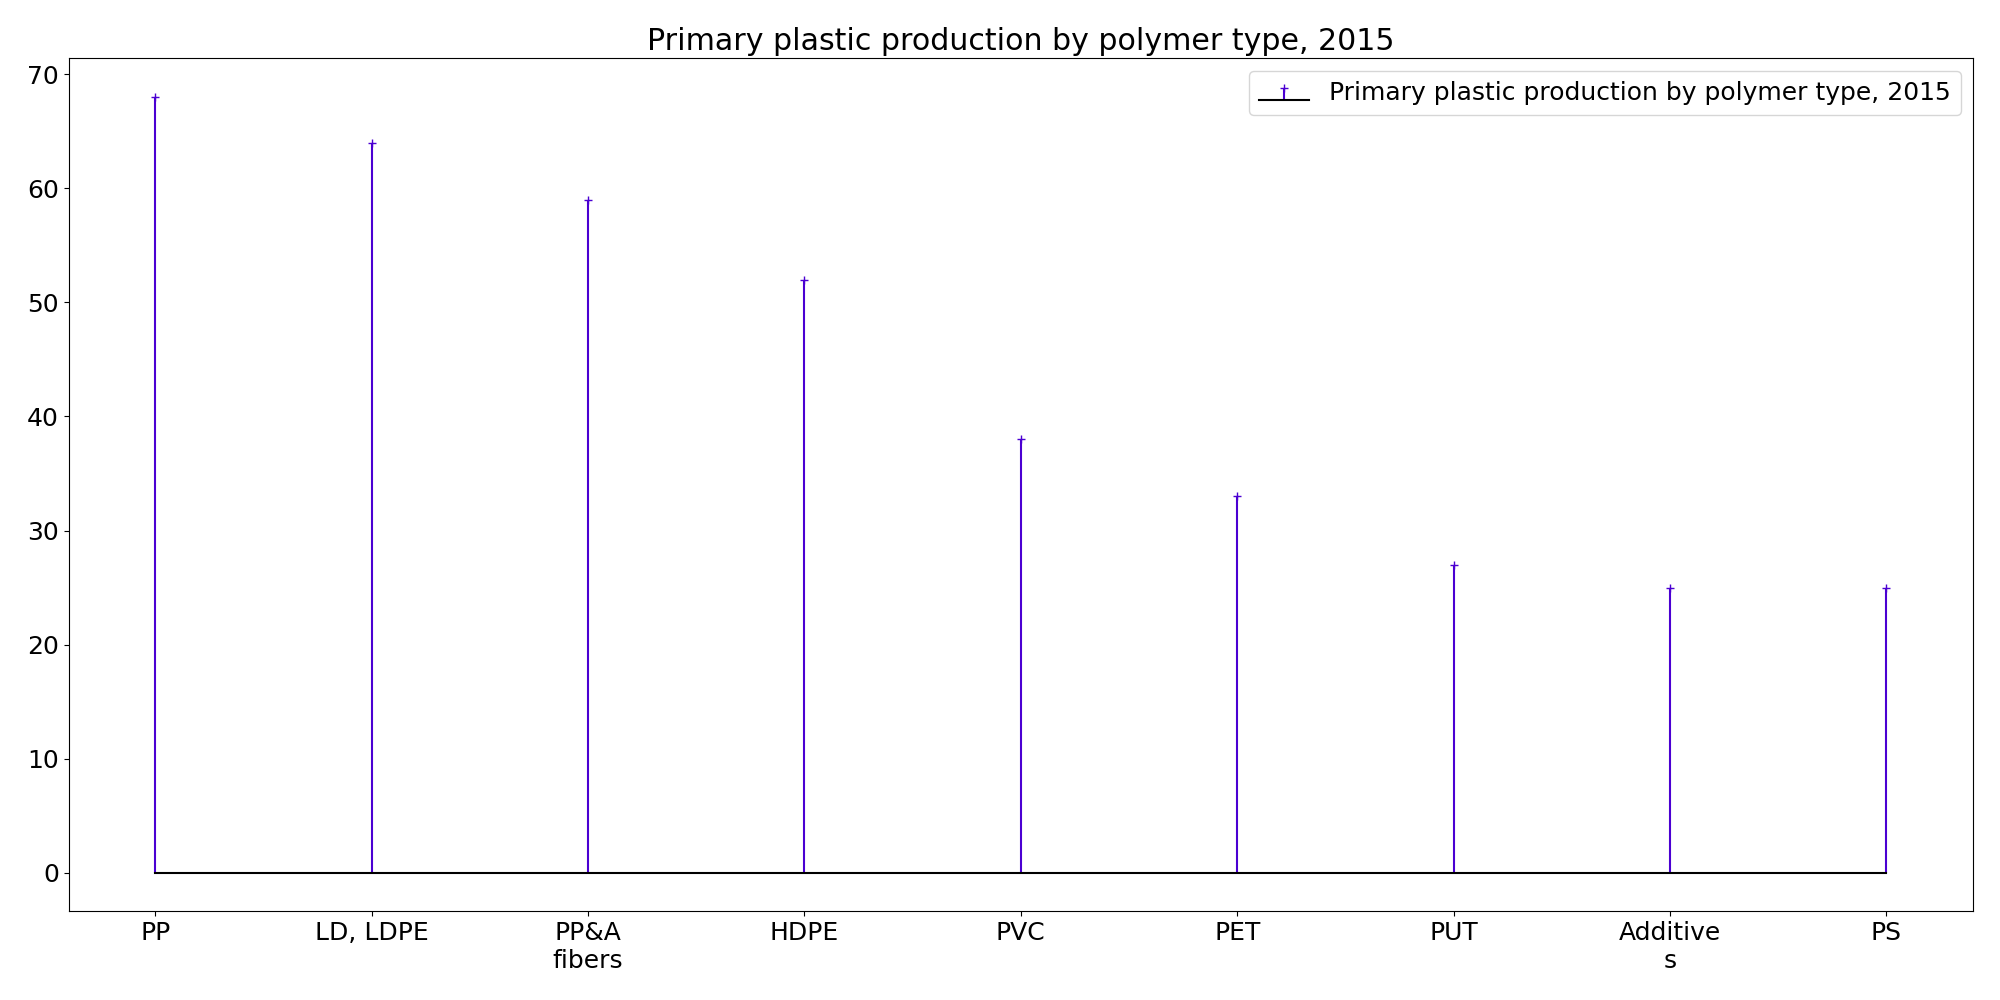 Primary plastic production by polymer type, 2015
Primary plastic production by polymer type, 2015
70
60
50
40
30
20
10
0
PP
LD, LDPE
PP&A
fibers
HDPE
PVC
PET
PUT
Additive
s
PS